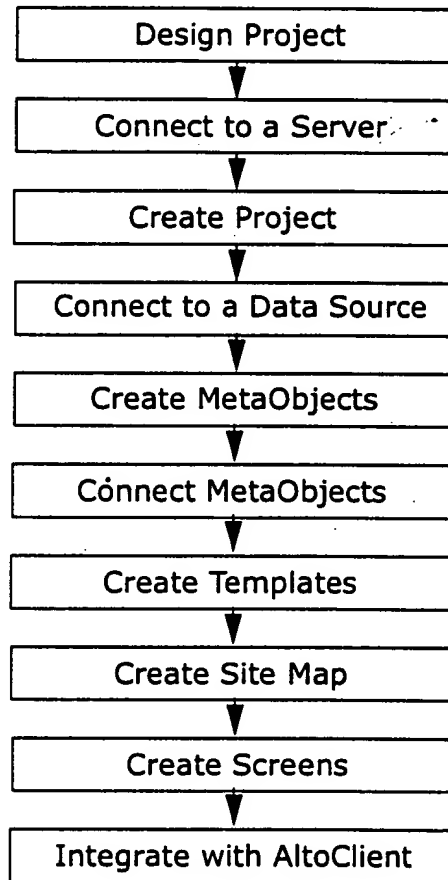 Design Project
Connect to a Server
Create Project
Connect to a Data Source
Create MetaObjects
Connect MetaObjects
Create Templates
Create Site Map
Create Screens
Integrate with AltoClient